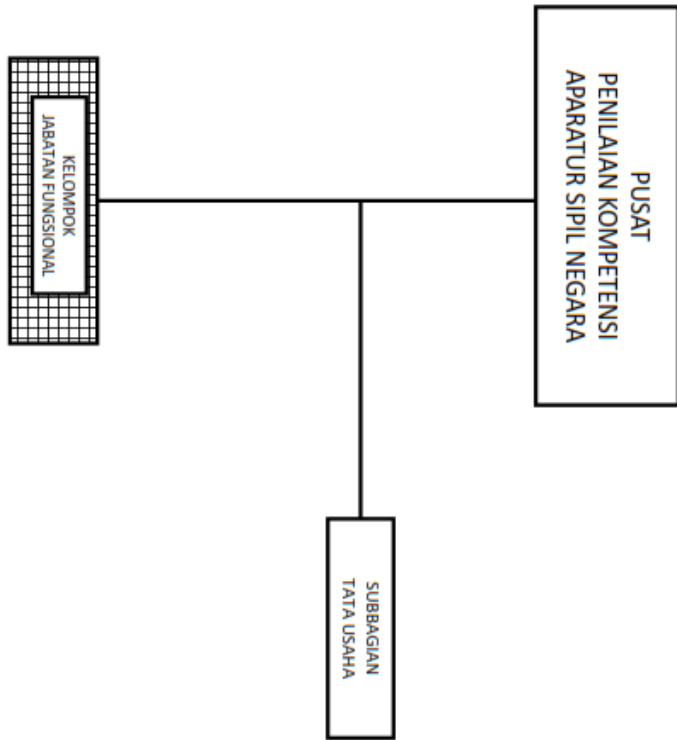 PUSAT
PENILAIAN KOMPETENSI
APARATUR SIPIL NEGARA
SUBBAGIAN
TATA USAHA
KELOMPOK
JABATAN FUNGSIONAL